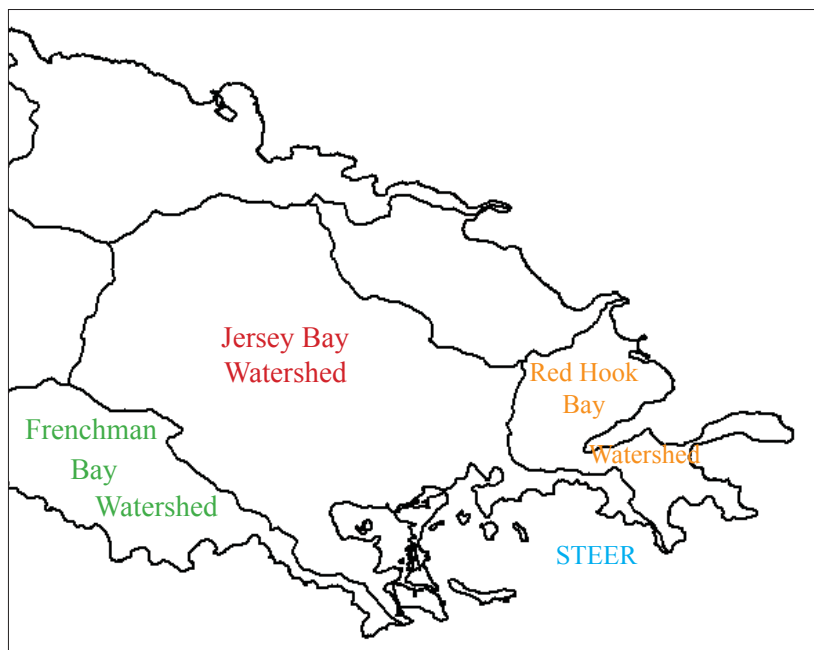 Jersey Bay
Watershed
Red Hook
Bay
Watershed
Frenchman
Bay
Watershed
STEER